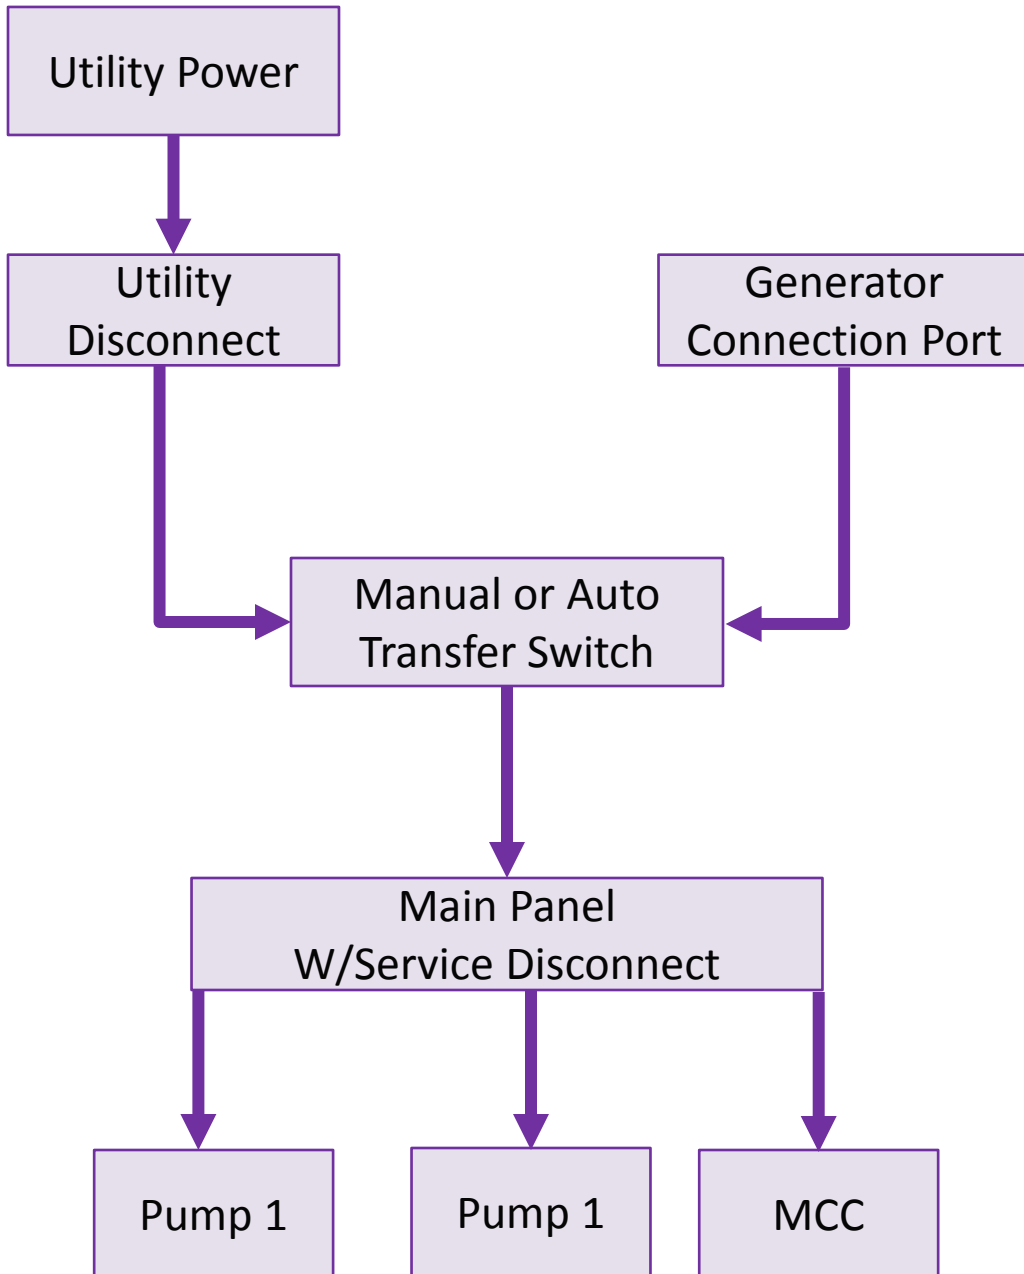 Utility Power
Utility
Disconnect
Generator
Connection Port
Manual or Auto
Transfer Switch
Main Panel
W/Service Disconnect
Pump 1
Pump 1
MCC